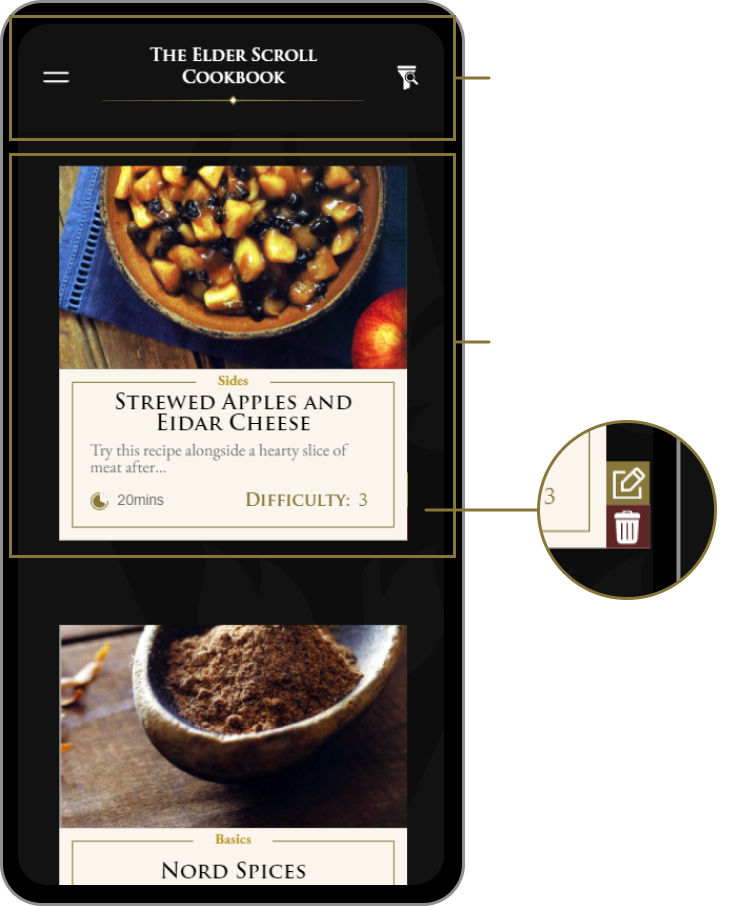 The Elder Scroll
Cookbook
Sides
Strewed Apples and
Eidar Cheese
Try this recipe alongside a hearty slice of
meat after...
20mins
Difficulty: 3
3
Basics
Nord Spices